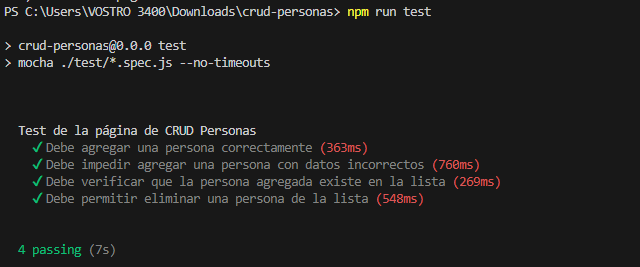 PS C:\Users\VOSTRO 3400\Downloads\crud-personas> npm run test
> crud-personas@0.0.0 test
> mocha ./test/*.spec.js --no-timeouts
Test de la página de CRUD Personas
✓ Debe agregar una persona correctamente (363ms)
✓ Debe impedir agregar una persona con datos incorrectos (760ms)
✓ Debe verificar que la persona agregada existe en la lista (269ms)
✓ Debe permitir eliminar una persona de la lista (548ms)
4 passing (7s)